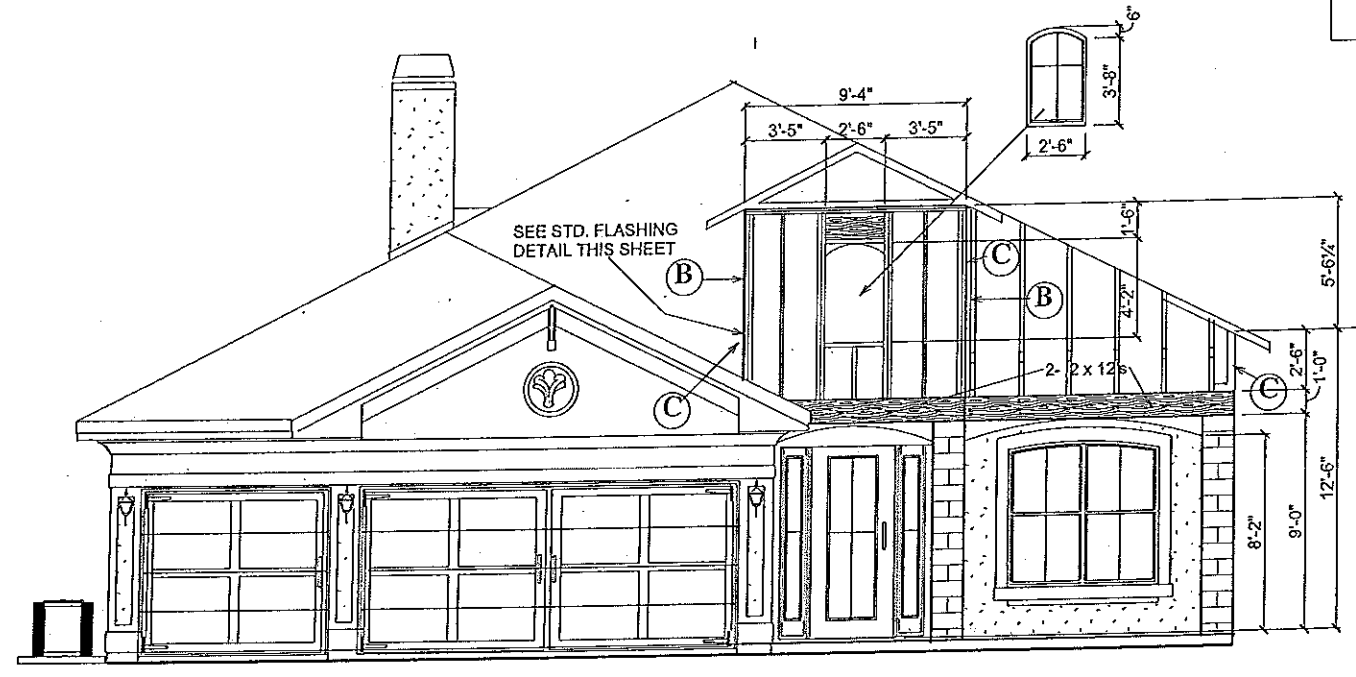 6"
3'-8"
2'-6"
9'-4"
3'-5"
2'-6"
3'-5"
SEE STD. FLASHING
DETAIL THIS SHEET
B
C
B
C
1'-6"
4'-2"
5'-6¼"
2- 2 x 12's
2'-6"
1'-0"
C
8'-2"
9'-0"
12'-6"